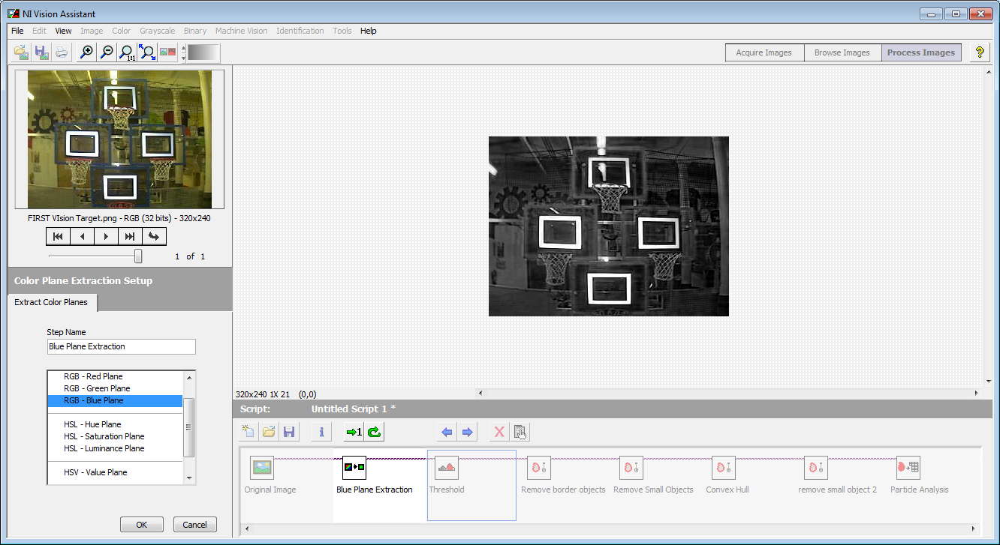 NI Vision Assistant
File Edit View Image Color Grayscale Binary Machine Vision Identification Tools Help
1:1
Acquire Images Browse Images Process Images ?
FIRST VIsion Target.png - RGB (32 bits) - 320x240
1 of 1
Color Plane Extraction Setup
Extract Color Planes
Step Name
Blue Plane Extraction
RGB - Red Plane
RGB - Green Plane
RGB - Blue Plane
HSL - Hue Plane
HSL - Saturation Plane
HSL - Luminance Plane
HSV - Value Plane
OK Cancel
320x240 1X 21 (0,0)
Script: Untitled Script 1 *
i 1
Original Image Blue Plane Extraction Threshold Remove border objects Remove Small Objects Convex Hull remove small object 2 Particle Analysis